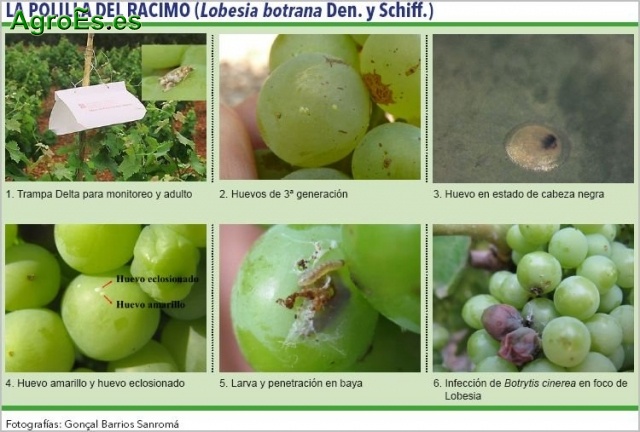 LA POLILLA DEL RACIMO (Lobesia botrana Den. y Schiff.)
AgroEs.es
1. Trampa Delta para monitoreo y adulto
2. Huevos de 3ª generación
3. Huevo en estado de cabeza negra
Huevo eclosionado
Huevo amarillo
4. Huevo amarillo y huevo eclosionado
5. Larva y penetración en baya
6. Infección de Botrytis cinerea en foco de
Lobesia
Fotografías: Gonçal Barrios Sanromá